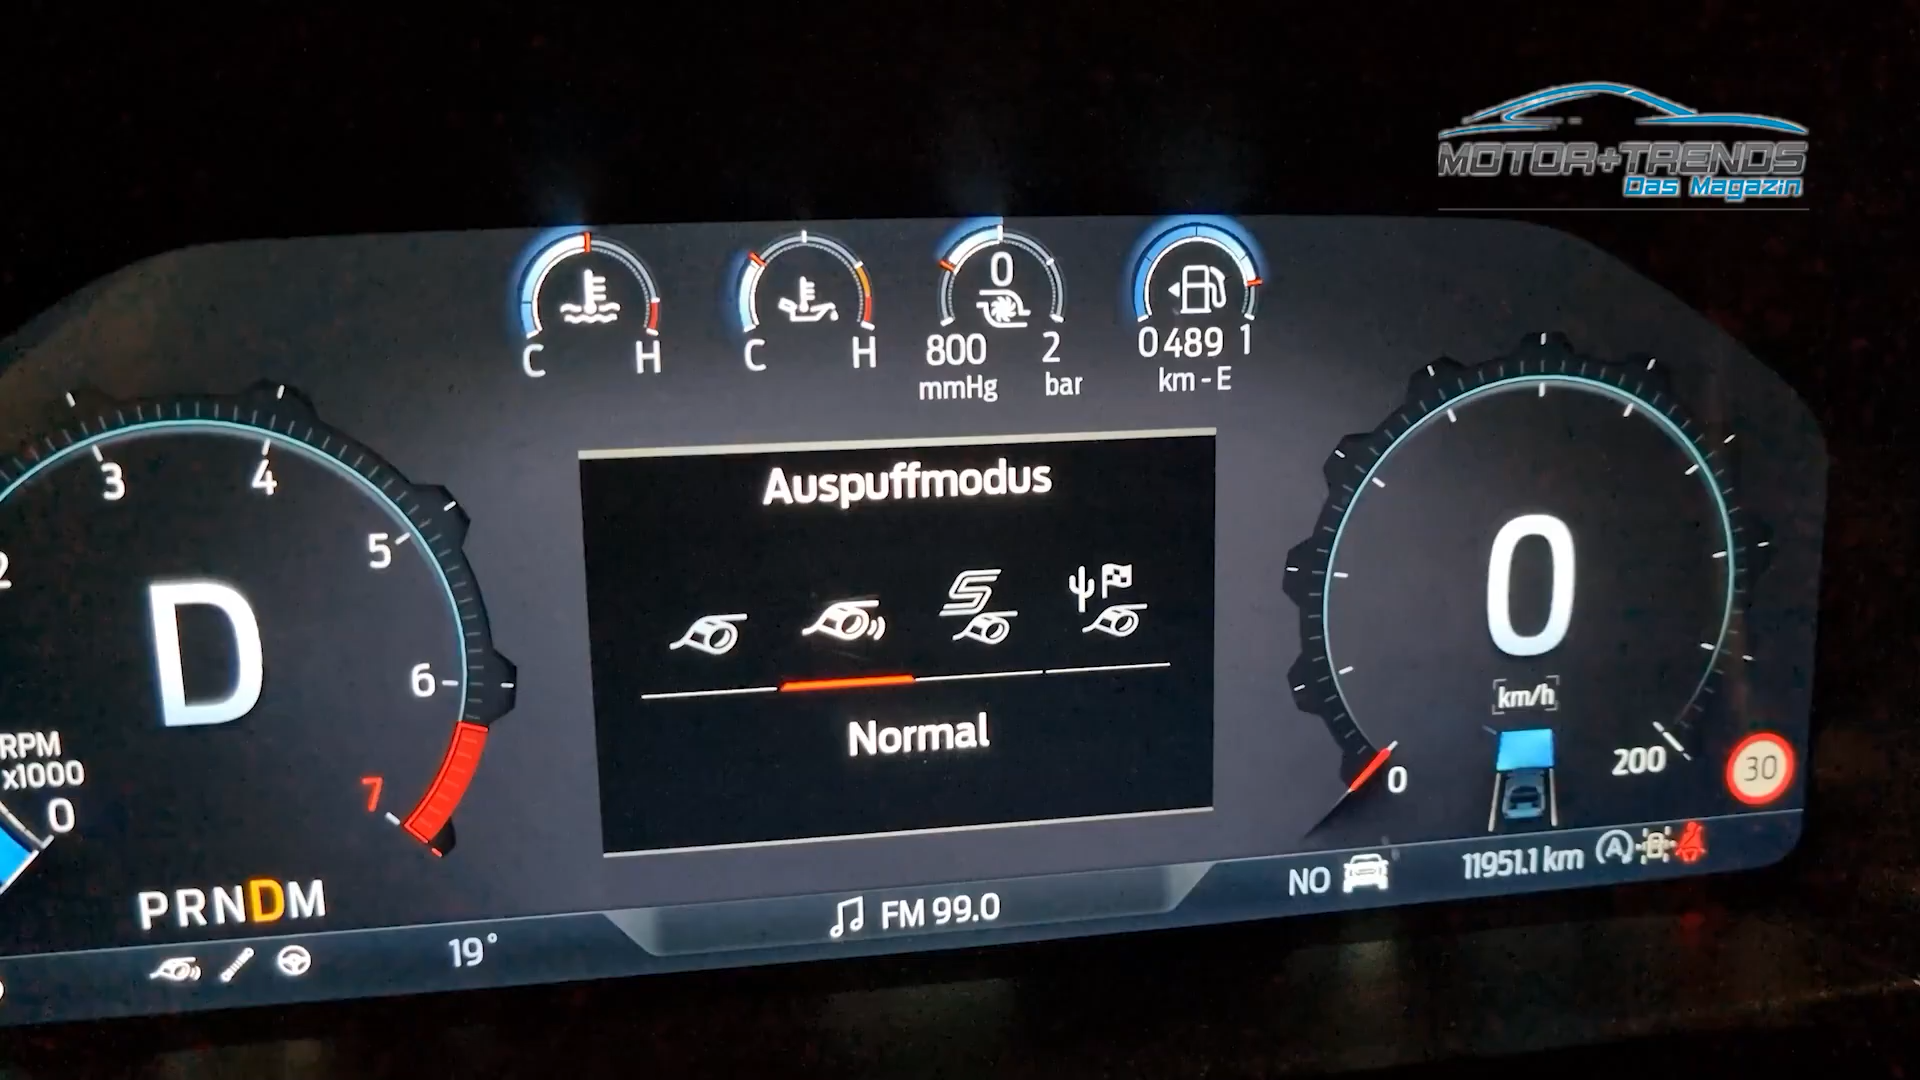 MOTOR+TRENDS
Das Magazin
0
C H
C H
800 2
mmHg bar
0 489 1
km - E
Auspuffmodus
Normal
2 3 4 5 6 7
D
RPM
x1000
0
PRNDM
19°
FM 99.0
0
km/h
0 200
30
NO
11951.1 km
A